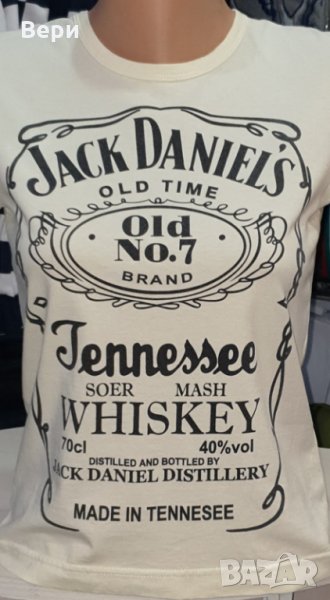 Вери
JACK DANIEL'S
OLD TIME
Old
No.7
BRAND
Tennessee
SOER MASH
WHISKEY
70cl 40%vol
DISTILLED AND BOTTLED BY
JACK DANIEL DISTILLERY
MADE IN TENNESEE
BAZAR